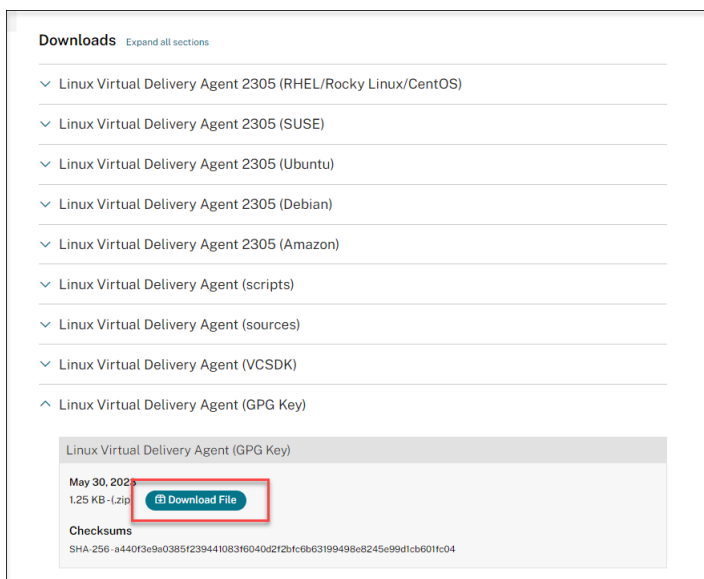 Downloads Expand all sections
Linux Virtual Delivery Agent 2305 (RHEL/Rocky Linux/CentOS)
Linux Virtual Delivery Agent 2305 (SUSE)
Linux Virtual Delivery Agent 2305 (Ubuntu)
Linux Virtual Delivery Agent 2305 (Debian)
Linux Virtual Delivery Agent 2305 (Amazon)
Linux Virtual Delivery Agent (scripts)
Linux Virtual Delivery Agent (sources)
Linux Virtual Delivery Agent (VCSDK)
Linux Virtual Delivery Agent (GPG Key)
Linux Virtual Delivery Agent (GPG Key)
May 30, 2023
1.25 KB - (.zip) Download File
Checksums
SHA-256 - a440f3e9a0385f239441083f6040d2f2bfc6b63199498e8245e99d1cb601fc04